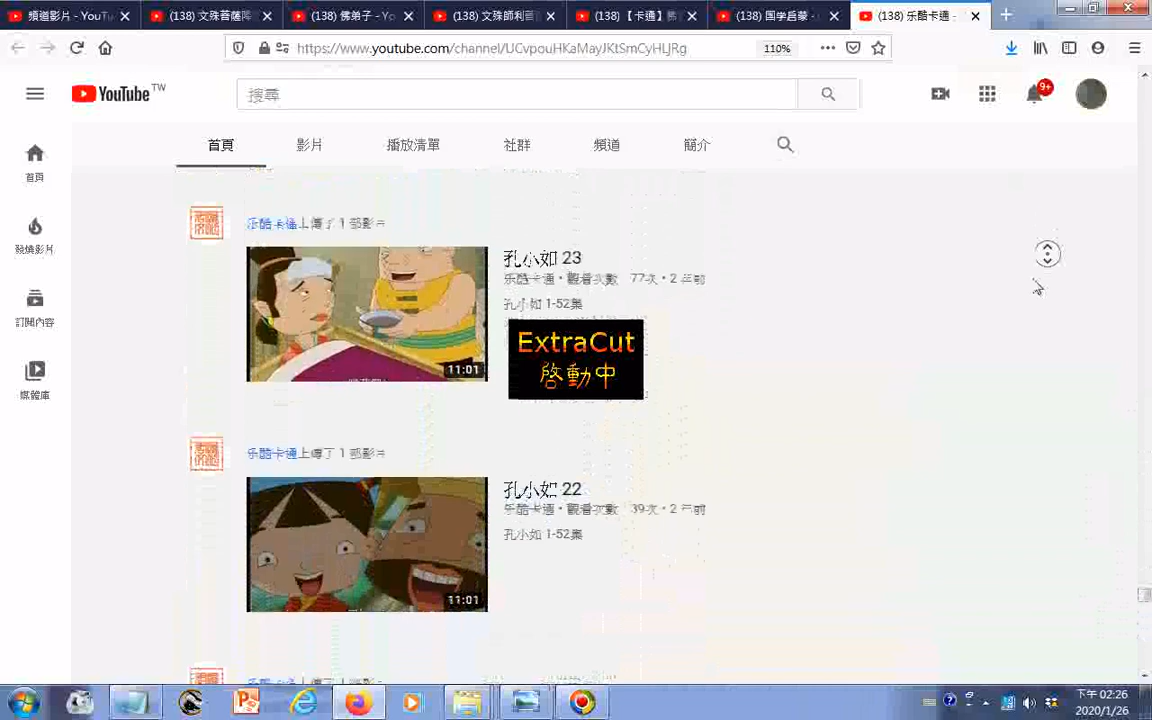 頻道影片 - YouT
(138) 文殊菩薩降
(138) 佛弟子 - Yo
(138) 文殊師利菩
(138) 【卡通】佛
(138) 国学启蒙 -
(138) 乐酷卡通 -
https://www.youtube.com/channel/UCvpouHKaMayJKtSmCyHLJRg
110%
YouTube TW
搜尋
9+
首頁
影片
播放清單
社群
頻道
簡介
首頁
發燒影片
訂閱內容
媒體庫
乐酷卡通上傳了 1 部影片
孔小如 23
乐酷卡通・觀看次數 77次・2 年前
孔小如 1-52集
11:01
ExtraCut
啓動中
乐酷卡通上傳了 1 部影片
孔小如 22
乐酷卡通・觀看次數 39次・2 年前
孔小如 1-52集
11:01
下午 02:26
2020/1/26